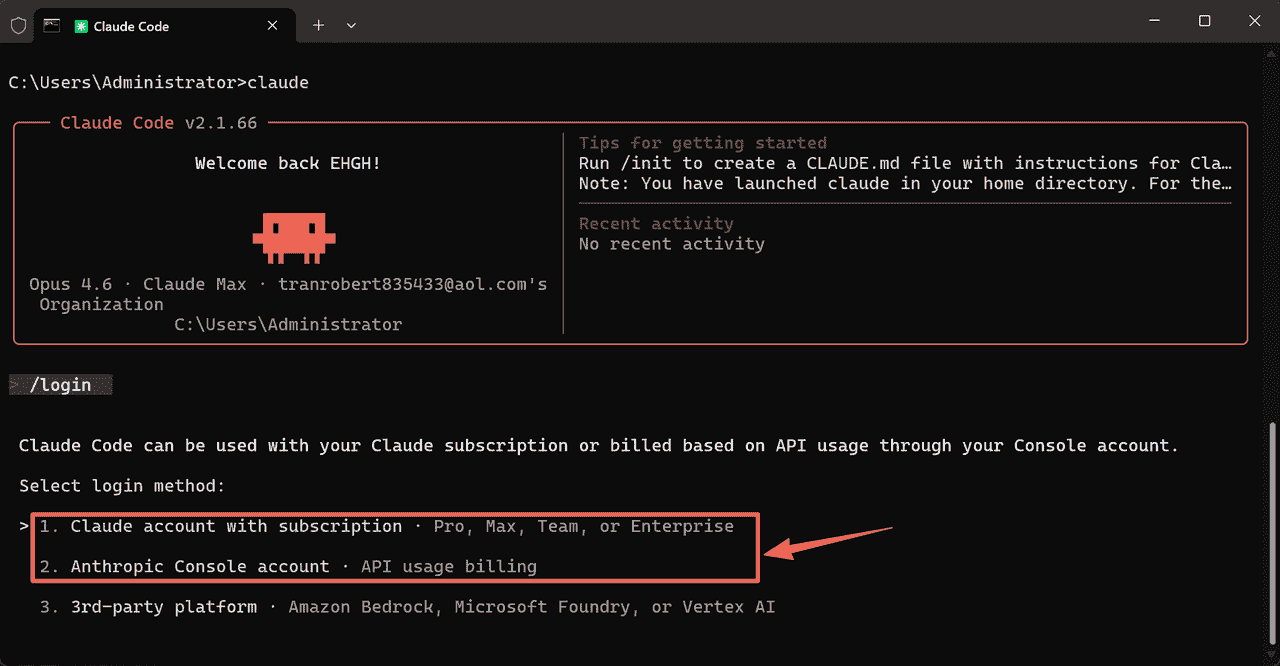 Claude Code
C:\Users\Administrator>claude
Claude Code v2.1.66
Welcome back EHGH!
Opus 4.6 · Claude Max · tranrobert835433@aol.com's
Organization
C:\Users\Administrator
Tips for getting started
Run /init to create a CLAUDE.md file with instructions for Cla…
Note: You have launched claude in your home directory. For the…
Recent activity
No recent activity
> /login
Claude Code can be used with your Claude subscription or billed based on API usage through your Console account.
Select login method:
> 1. Claude account with subscription · Pro, Max, Team, or Enterprise
2. Anthropic Console account · API usage billing
3. 3rd-party platform · Amazon Bedrock, Microsoft Foundry, or Vertex AI